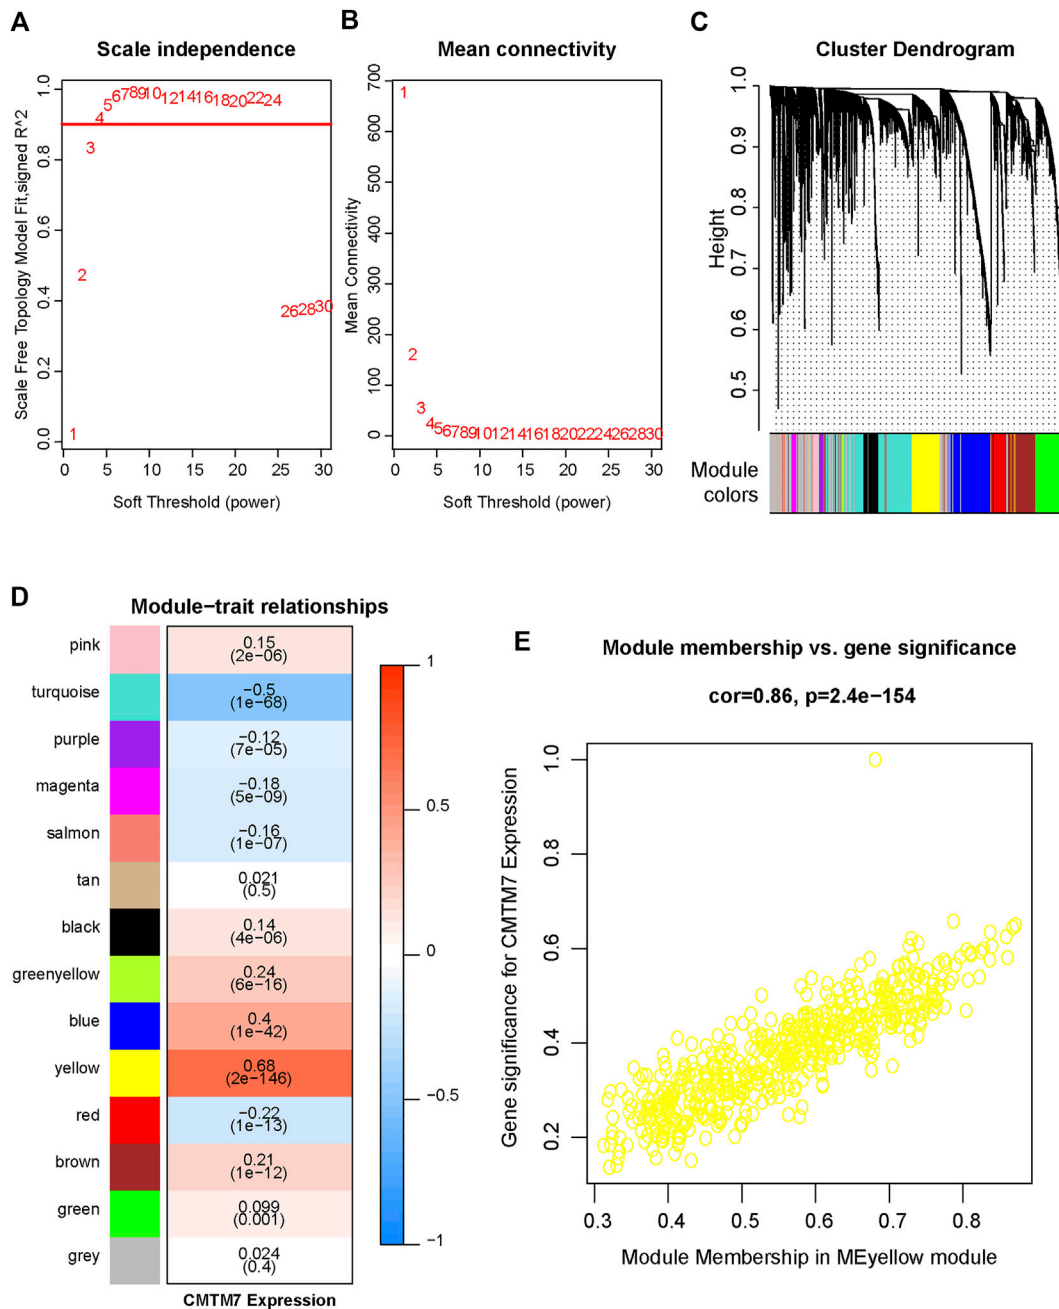 A
Scale independence
Scale Free Topology Model Fit,signed R^2
1.0
0.8
0.6
0.4
0.2
0.0
1
2
3
4
5
6
7
8
9
10
12
14
16
18
20
22
24
26
28
30
0 5 10 15 20 25 30
Soft Threshold (power)
B
Mean connectivity
Mean Connectivity
700
600
500
400
300
200
100
0
1
2
3
4
5
6
7
8
9
10
12
14
16
18
20
22
24
26
28
30
0 5 10 15 20 25 30
Soft Threshold (power)
C
Cluster Dendrogram
Height
1.0
0.9
0.8
0.7
0.6
0.5
Module
colors
D
Module−trait relationships
pink
0.15
(2e−06)
turquoise
−0.5
(1e−68)
purple
−0.12
(7e−05)
magenta
−0.18
(5e−09)
salmon
−0.16
(1e−07)
tan
0.021
(0.5)
black
0.14
(4e−06)
greenyellow
0.24
(6e−16)
blue
0.4
(1e−42)
yellow
0.68
(2e−146)
red
−0.22
(1e−13)
brown
0.21
(1e−12)
green
0.099
(0.001)
grey
0.024
(0.4)
CMTM7 Expression
1
0.5
0
−0.5
−1
E
Module membership vs. gene significance
cor=0.86, p=2.4e−154
Gene significance for CMTM7 Expression
1.0
0.8
0.6
0.4
0.2
0.3 0.4 0.5 0.6 0.7 0.8
Module Membership in MEyellow module